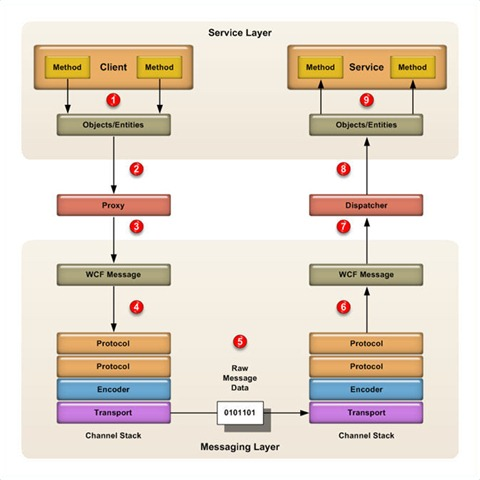 Service Layer
Method Client Method
Method Service Method
1
9
Objects/Entities
Objects/Entities
2
8
Proxy
Dispatcher
3
7
WCF Message
WCF Message
4
6
Protocol
Protocol
5
Protocol
Protocol
Raw
Message
Data
Encoder
Encoder
Transport
0101101
Transport
Channel Stack
Channel Stack
Messaging Layer